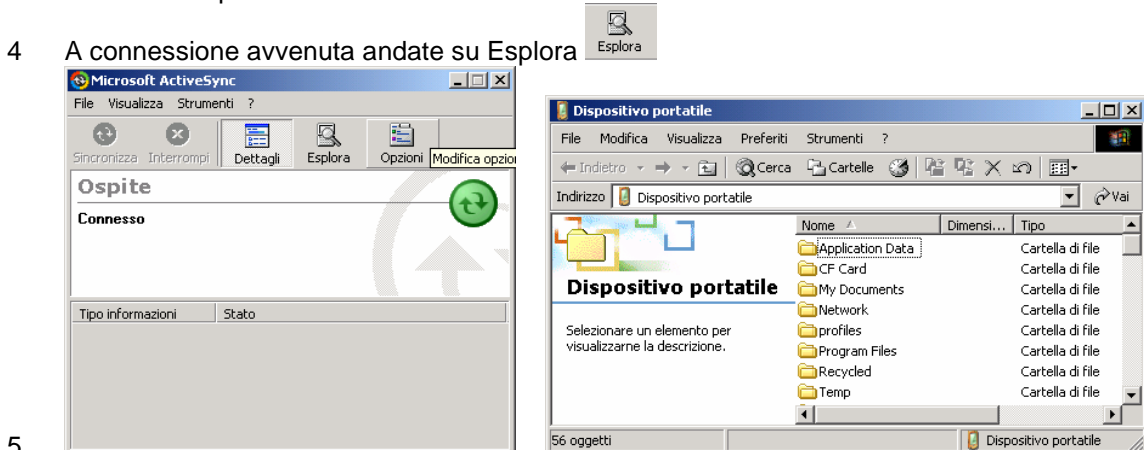 4 A connessione avvenuta andate su Esplora
Esplora
Microsoft ActiveSync
File Visualizza Strumenti ?
Sincronizza Interrompi Dettagli Esplora Opzioni
Modifica opzion
Ospite
Connesso
Tipo informazioni Stato
Dispositivo portatile
File Modifica Visualizza Preferiti Strumenti ?
Indietro Cerca Cartelle
Indirizzo Dispositivo portatile Vai
Dispositivo portatile
Selezionare un elemento per
visualizzarne la descrizione.
Nome Dimensi... Tipo
Application Data Cartella di file
CF Card Cartella di file
My Documents Cartella di file
Network Cartella di file
profiles Cartella di file
Program Files Cartella di file
Recycled Cartella di file
Temp Cartella di file
56 oggetti Dispositivo portatile
5